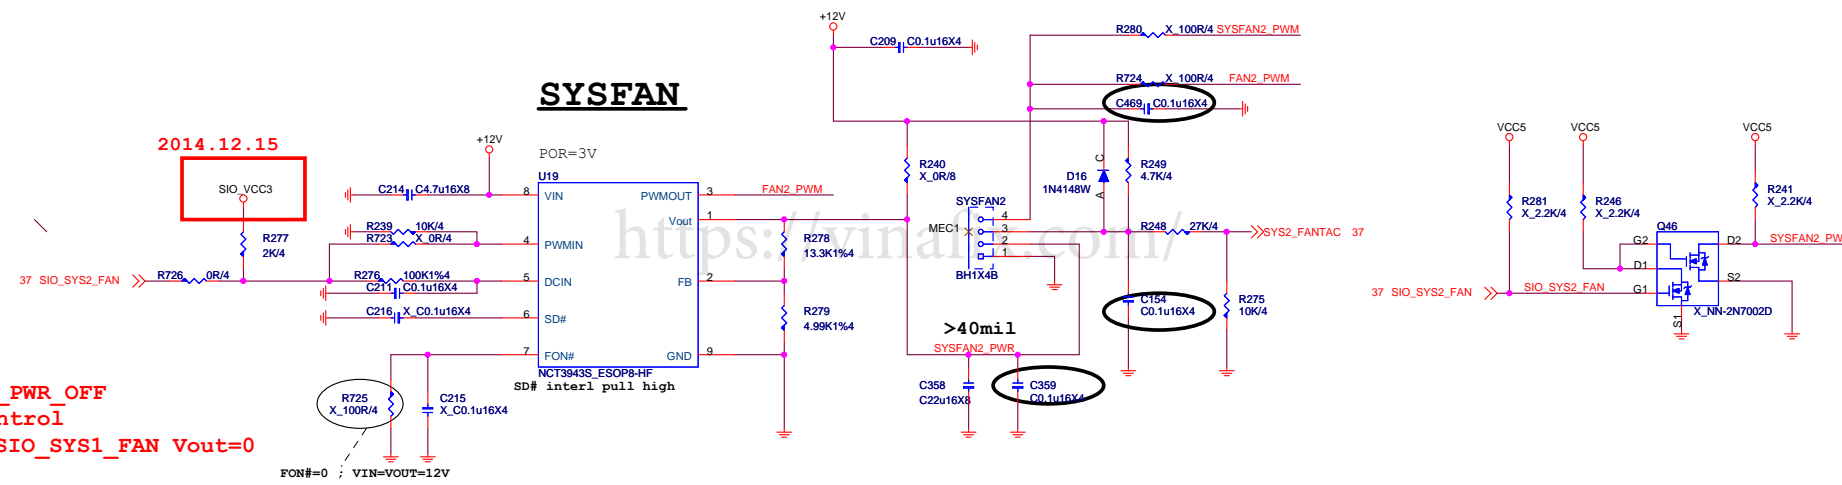 +12V
C209 C0.1u16X4
R280 X_100R/4 SYSFAN2_PWM
R724 X_100R/4 FAN2_PWM
C469 C0.1u16X4
SYSFAN
2014.12.15
SIO_VCC3
+12V
POR=3V
U19
C214 C4.7u16X8
8 VIN
PWMOUT 3
FAN2_PWM
Vout 1
R239 10K/4
R723 X_0R/4
4 PWMIN
R277
2K/4
37 SIO_SYS2_FAN
R726 0R/4
R276 100K1%4
C211 C0.1u16X4
5 DCIN
FB 2
C216 X_C0.1u16X4
6 SD#
7 FON#
GND 9
NCT3943S_ESOP8-HF
SD# interl pull high
R278
13.3K1%4
R279
4.99K1%4
R725
X_100R/4
C215
X_C0.1u16X4
FON#=0 ; VIN=VOUT=12V
_PWR_OFF
ntrol
SIO_SYS1_FAN Vout=0
R240
X_0R/8
D16
1N4148W
C
A
R249
4.7K/4
SYSFAN2
MEC1
4
3
2
1
BH1X4B
R248 27K/4
SYS2_FANTAC 37
C154
C0.1u16X4
R275
10K/4
>40mil
SYSFAN2_PWR
C358
C22u16X8
C359
C0.1u16X4
https://vinafix.com/
VCC5
VCC5
VCC5
R281
X_2.2K/4
R246
X_2.2K/4
R241
X_2.2K/4
Q46
G2
D1
G1
S1
D2
S2
SYSFAN2_PW
37 SIO_SYS2_FAN
SIO_SYS2_FAN
X_NN-2N7002D